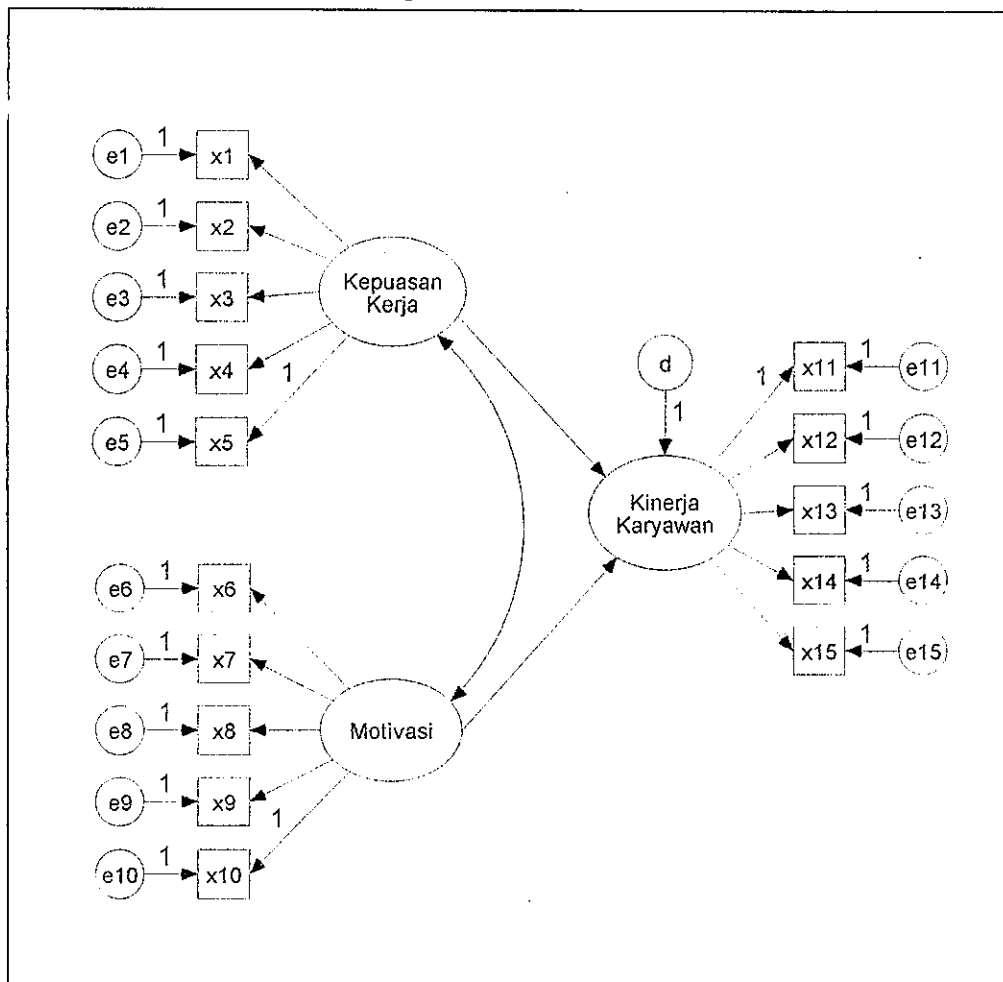 e1 1 x1
e2 1 x2
e3 1 x3
e4 1 x4
1
e5 1 x5
Kepuasan
Kerja
d
1
1 x11 1 e11
x12 1 e12
x13 1 e13
x14 1 e14
x15 1 e15
Kinerja
Karyawan
e6 1 x6
e7 1 x7
e8 1 x8
e9 1 x9
1
e10 1 x10
Motivasi